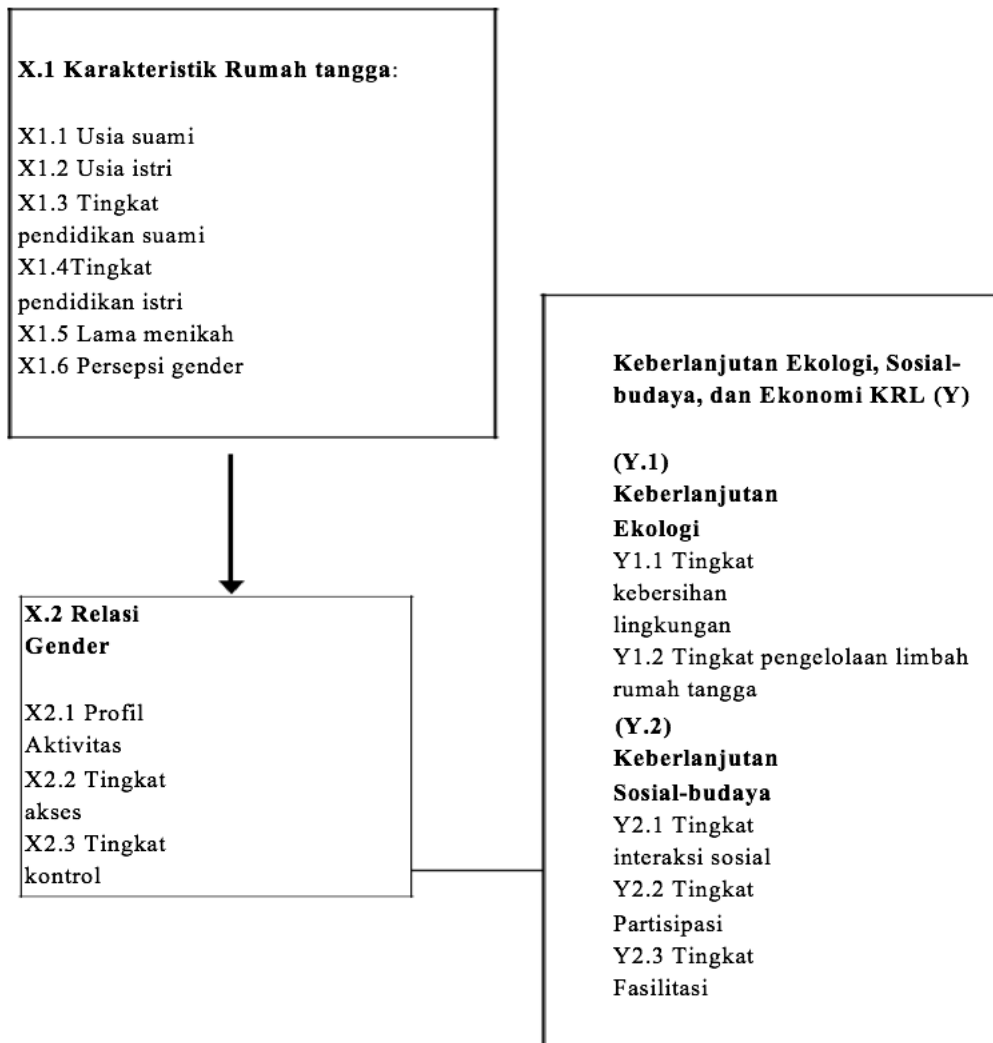 X.1 Karakteristik Rumah tangga:
X1.1 Usia suami
X1.2 Usia istri
X1.3 Tingkat
pendidikan suami
X1.4Tingkat
pendidikan istri
X1.5 Lama menikah
X1.6 Persepsi gender
X.2 Relasi
Gender
X2.1 Profil
Aktivitas
X2.2 Tingkat
akses
X2.3 Tingkat
kontrol
Keberlanjutan Ekologi, Sosial-
budaya, dan Ekonomi KRL (Y)
(Y.1)
Keberlanjutan
Ekologi
Y1.1 Tingkat
kebersihan
lingkungan
Y1.2 Tingkat pengelolaan limbah
rumah tangga
(Y.2)
Keberlanjutan
Sosial-budaya
Y2.1 Tingkat
interaksi sosial
Y2.2 Tingkat
Partisipasi
Y2.3 Tingkat
Fasilitasi